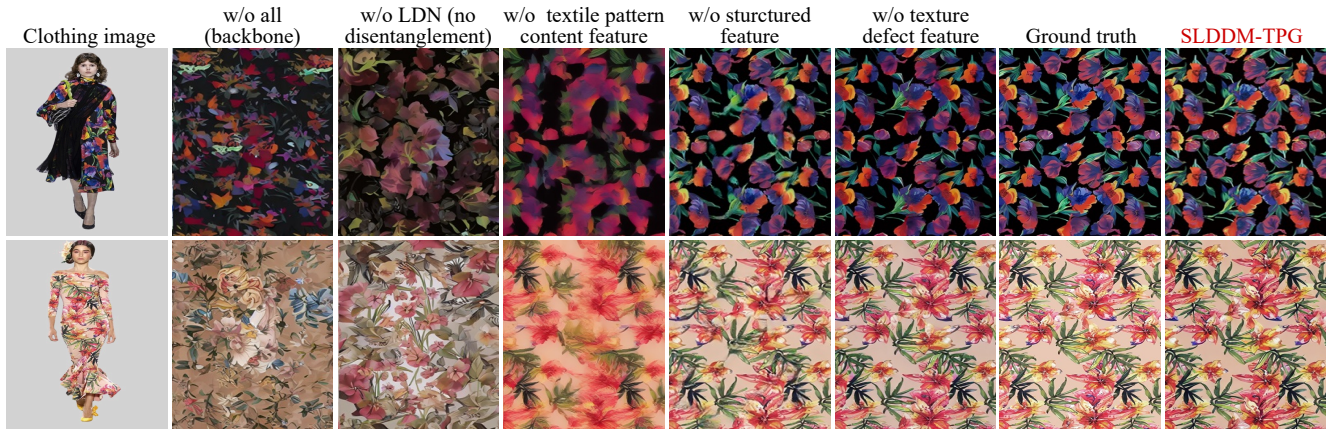 Clothing image
w/o all
(backbone)
w/o LDN (no
disentanglement)
w/o textile pattern
content feature
w/o sturctured
feature
w/o texture
defect feature
Ground truth
SLDDM-TPG